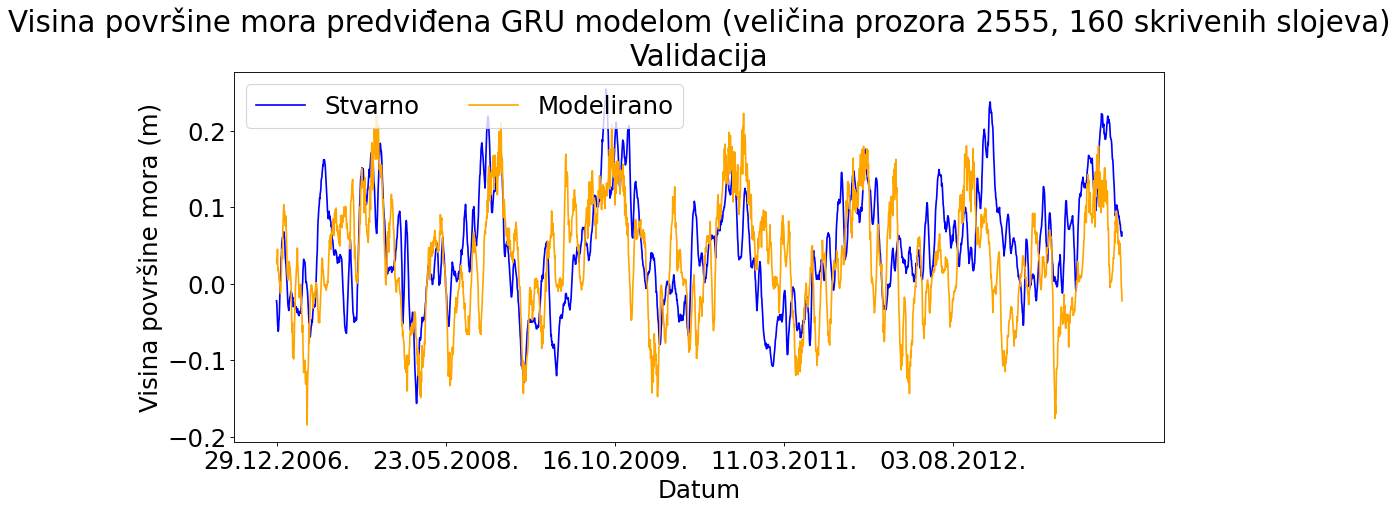 Visina površine mora predviđena GRU modelom (veličina prozora 2555, 160 skrivenih slojeva)
Validacija
Stvarno
Modelirano
Visina površine mora (m)
0.2
0.1
0.0
−0.1
−0.2
29.12.2006.
23.05.2008.
16.10.2009.
11.03.2011.
03.08.2012.
Datum